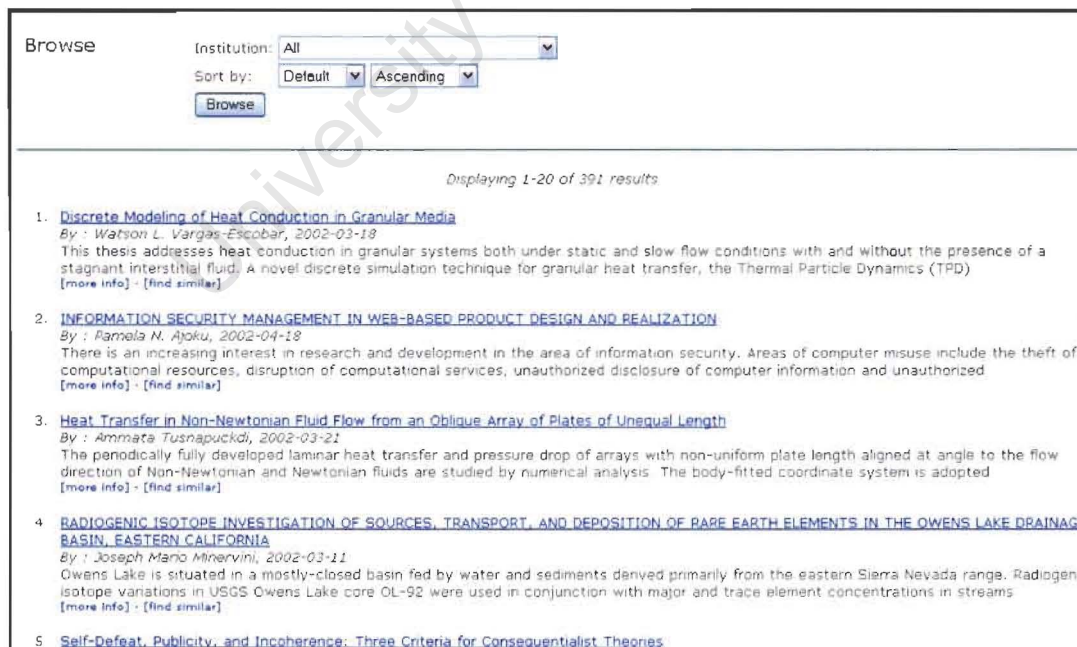 Browse
Institution: All
Sort by: Default Ascending
Browse
University
Displaying 1-20 of 391 results
1. Discrete Modeling of Heat Conduction in Granular Media
By : Watson L. Vargas-Escobar, 2002-03-18
This thesis addresses heat conduction in granular systems both under static and slow flow conditions with and without the presence of a
stagnant interstitial fluid. A novel discrete simulation technique for granular heat transfer, the Thermal Particle Dynamics (TPD)
[more info] - [find similar]
2. INFORMATION SECURITY MANAGEMENT IN WEB-BASED PRODUCT DESIGN AND REALIZATION
By : Pamela N. Ajoku, 2002-04-18
There is an increasing interest in research and development in the area of information security. Areas of computer misuse include the theft of
computational resources, disruption of computational services, unauthorized disclosure of computer information and unauthorized
[more info] - [find similar]
3. Heat Transfer in Non-Newtonian Fluid Flow from an Oblique Array of Plates of Unequal Length
By : Ammata Tusnapuckdi, 2002-03-21
The periodically fully developed laminar heat transfer and pressure drop of arrays with non-uniform plate length aligned at angle to the flow
direction of Non-Newtonian and Newtonian fluids are studied by numerical analysis. The body-fitted coordinate system is adopted
[more info] - [find similar]
4 RADIOGENIC ISOTOPE INVESTIGATION OF SOURCES, TRANSPORT, AND DEPOSITION OF RARE EARTH ELEMENTS IN THE OWENS LAKE DRAINAG
BASIN, EASTERN CALIFORNIA
By : Joseph Mario Minervini, 2002-03-11
Owens Lake is situated in a mostly-closed basin fed by water and sediments derived primarily from the eastern Sierra Nevada range. Radiogen
isotope variations in USGS Owens Lake core OL-92 were used in conjunction with major and trace element concentrations in streams
[more info] - [find similar]
5 Self-Defeat, Publicity, and Incoherence: Three Criteria for Consequentialist Theories